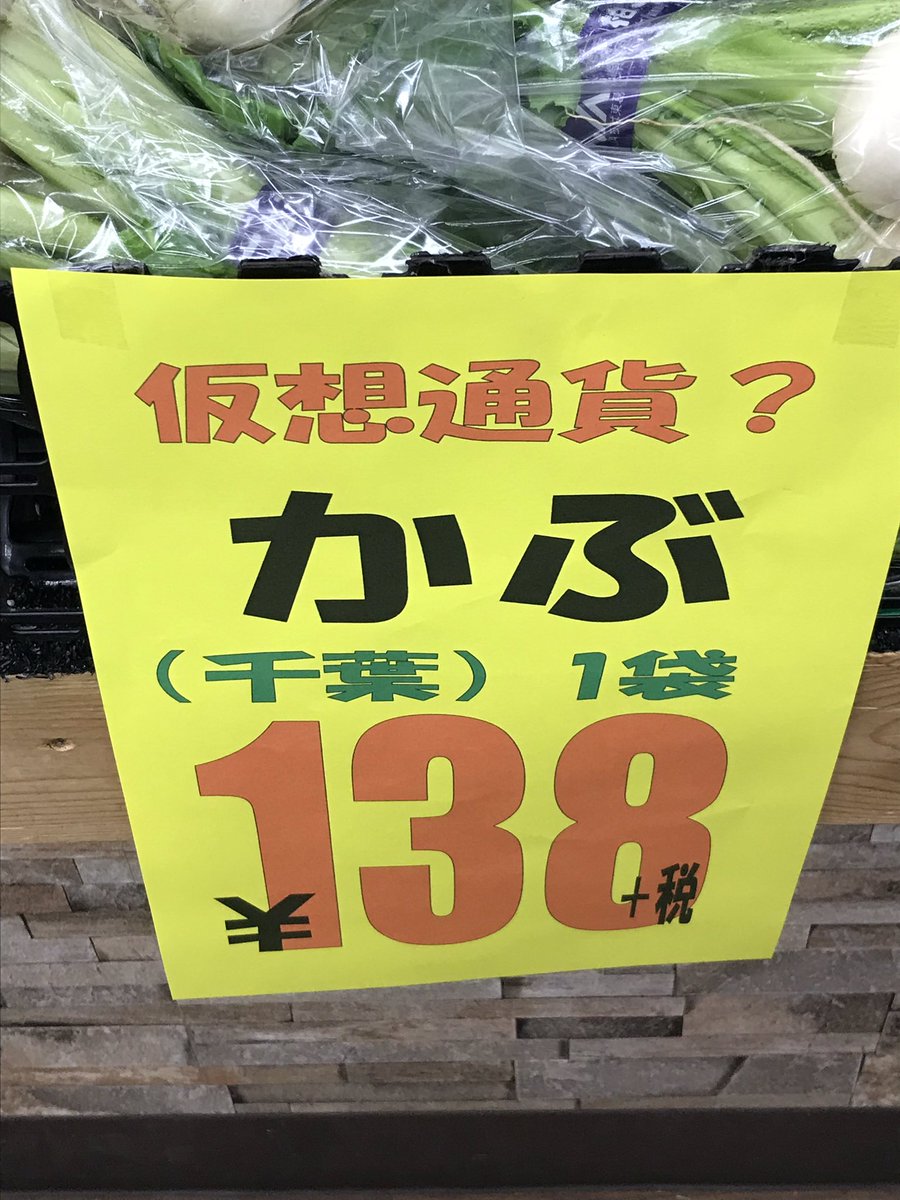 仮想通貨？
かぶ
（千葉） 1袋
¥138+税